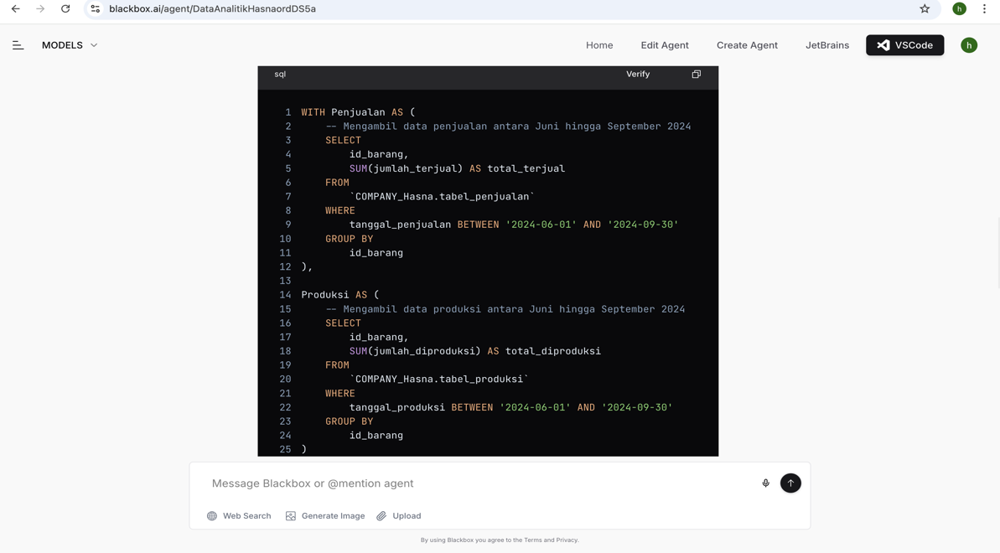 blackbox.ai/agent/DataAnalitikHasnaordDS5a
h
MODELS
Home
Edit Agent
Create Agent
JetBrains
VSCode
h
sql
Verify
1 WITH Penjualan AS (
2     -- Mengambil data penjualan antara Juni hingga September 2024
3     SELECT
4         id_barang,
5         SUM(jumlah_terjual) AS total_terjual
6     FROM
7         `COMPANY_Hasna.tabel_penjualan`
8     WHERE
9         tanggal_penjualan BETWEEN '2024-06-01' AND '2024-09-30'
10     GROUP BY
11         id_barang
12 ),
13
14 Produksi AS (
15     -- Mengambil data produksi antara Juni hingga September 2024
16     SELECT
17         id_barang,
18         SUM(jumlah_diproduksi) AS total_diproduksi
19     FROM
20         `COMPANY_Hasna.tabel_produksi`
21     WHERE
22         tanggal_produksi BETWEEN '2024-06-01' AND '2024-09-30'
23     GROUP BY
24         id_barang
25 )
Message Blackbox or @mention agent
Web Search
Generate Image
Upload
By using Blackbox you agree to the Terms and Privacy.